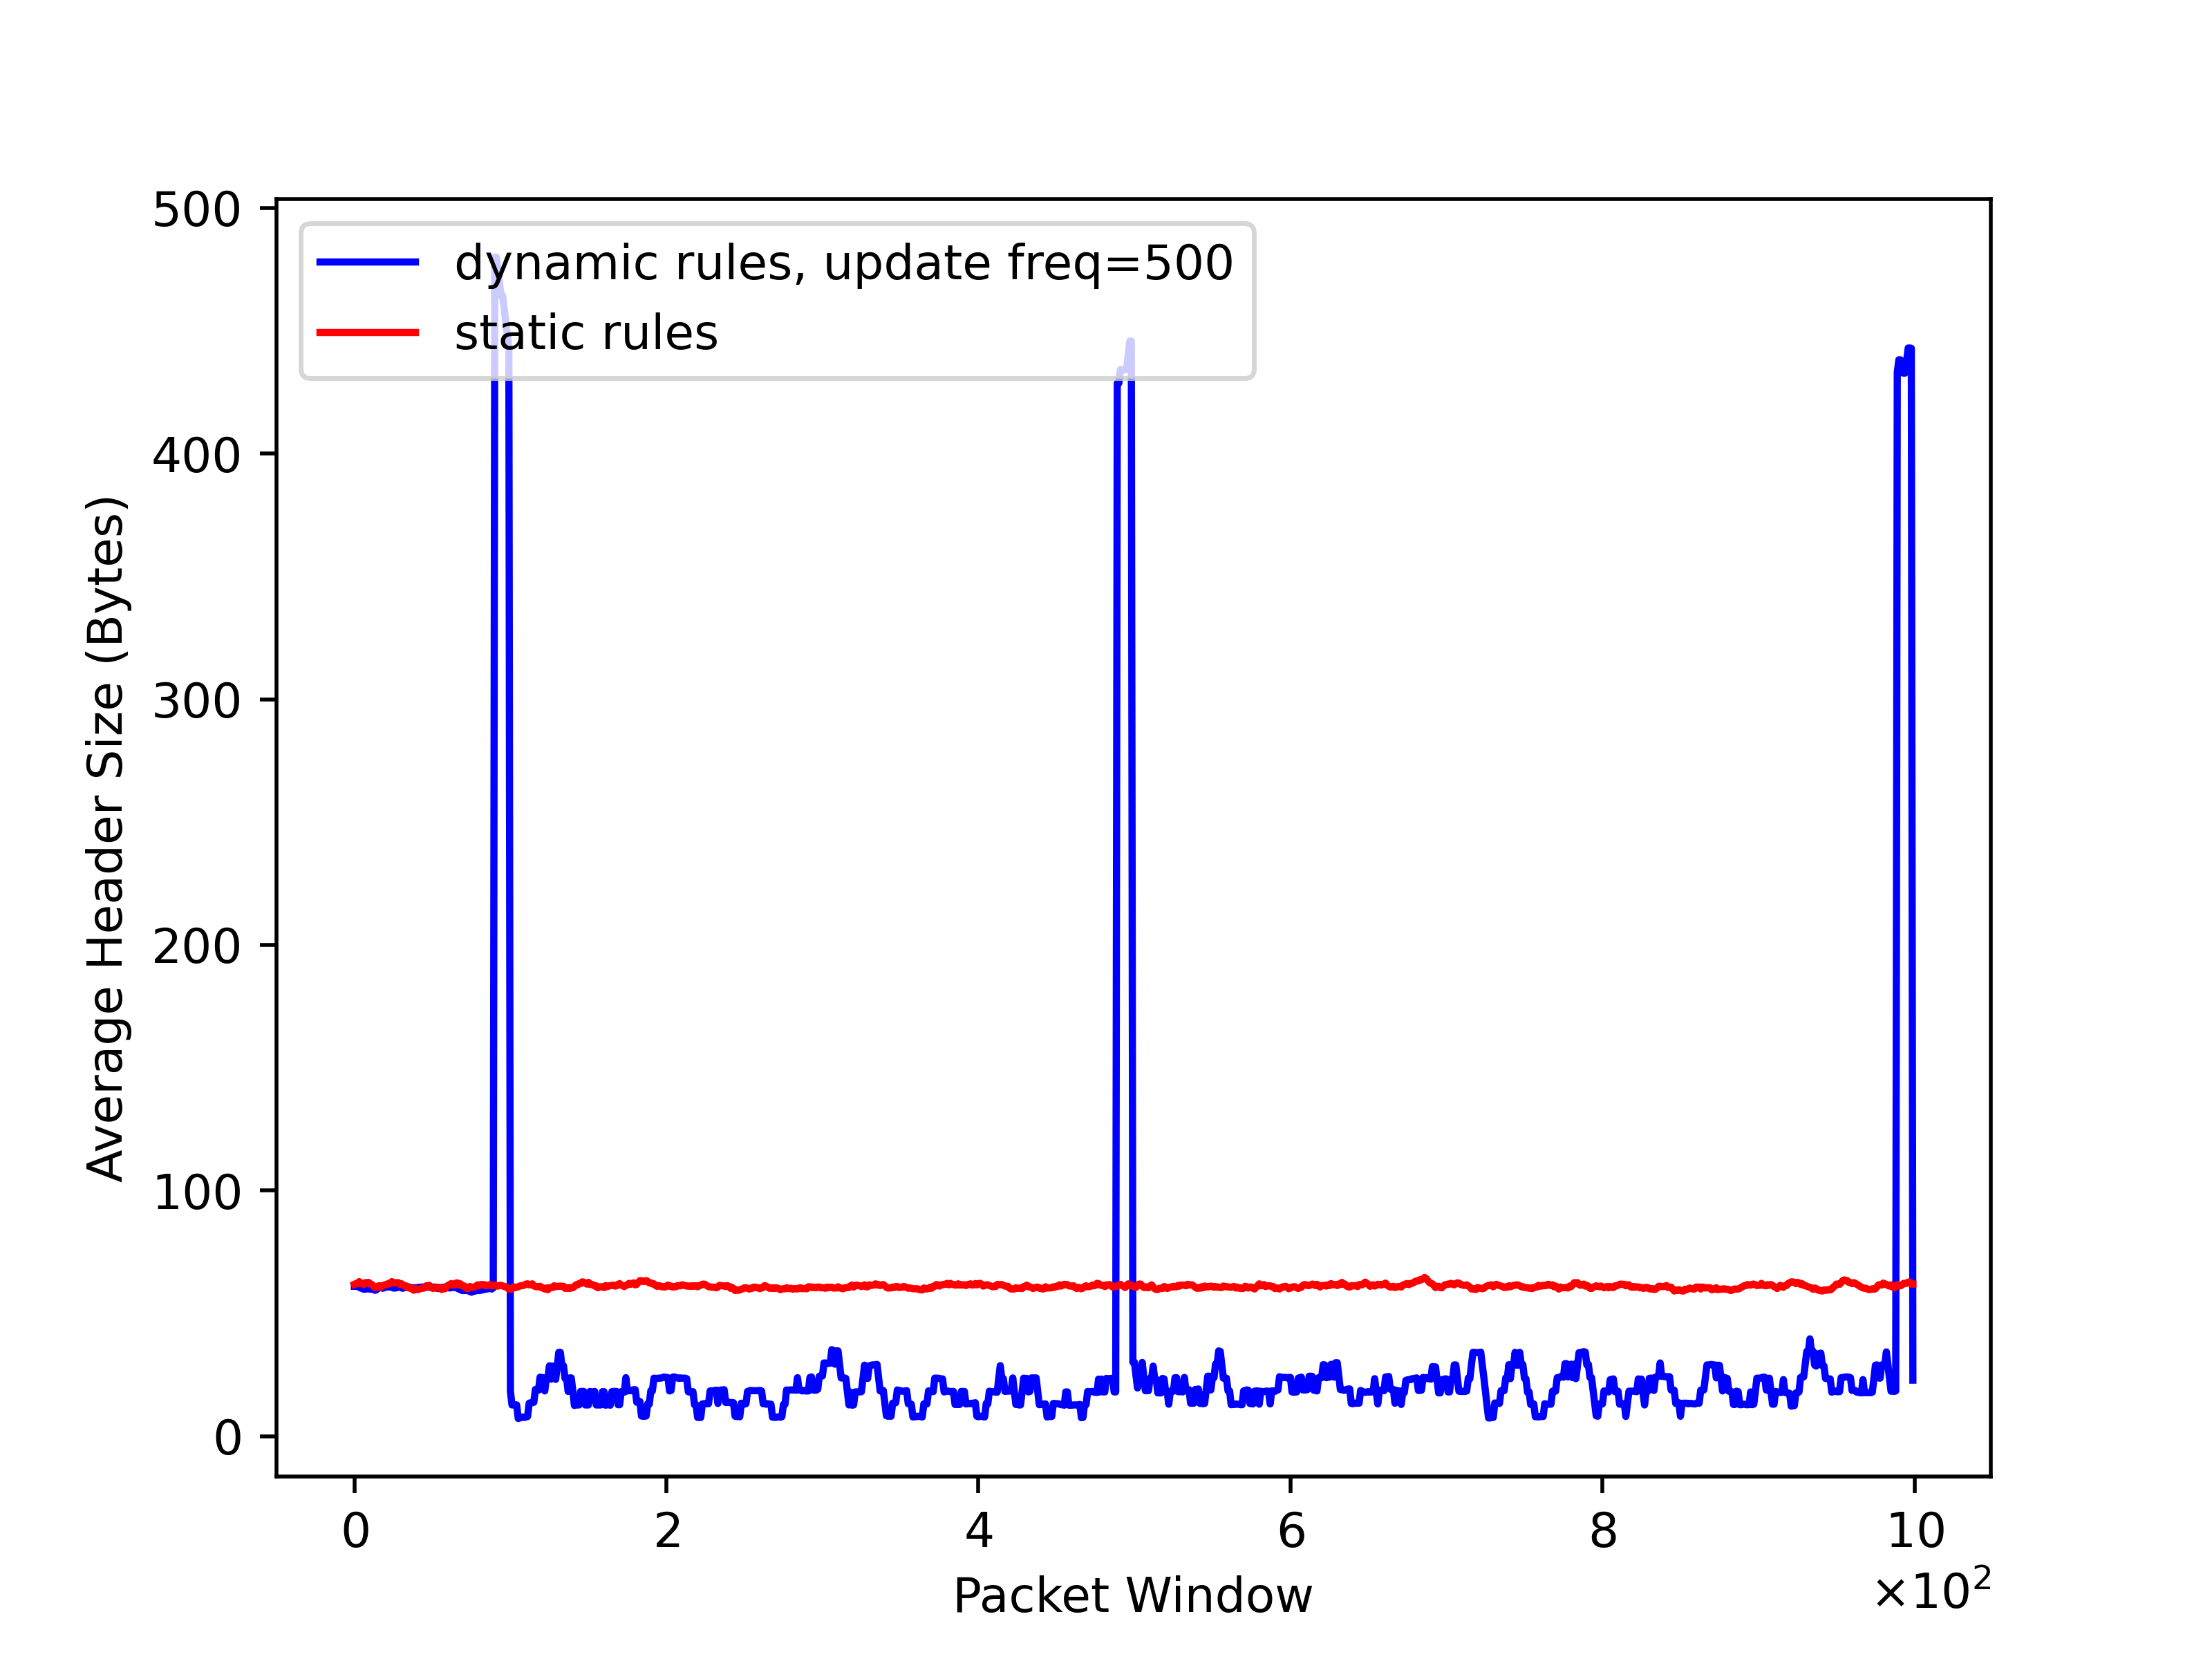 500
400
300
200
100
0
Average Header Size (Bytes)
dynamic rules, update freq=500
static rules
0 2 4 6 8 10
×10²
Packet Window